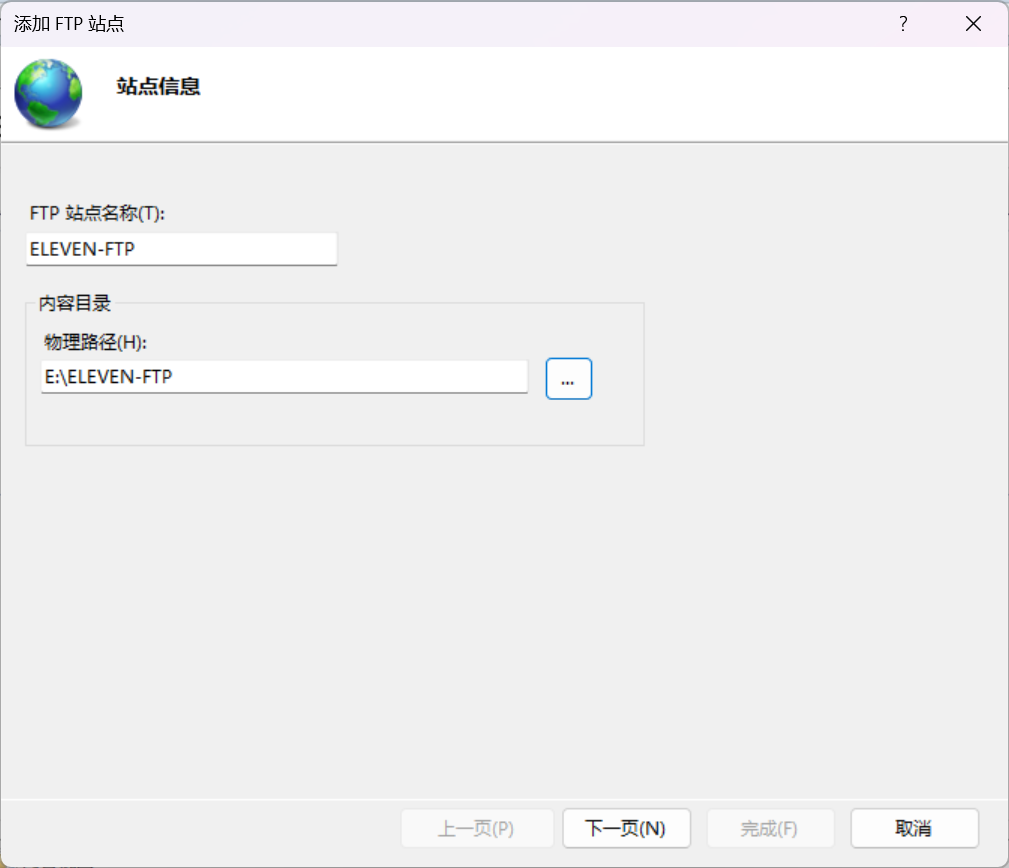 添加 FTP 站点
?
站点信息
FTP 站点名称(T):
ELEVEN-FTP
内容目录
物理路径(H):
E:\ELEVEN-FTP
...
上一页(P) 下一页(N) 完成(F) 取消